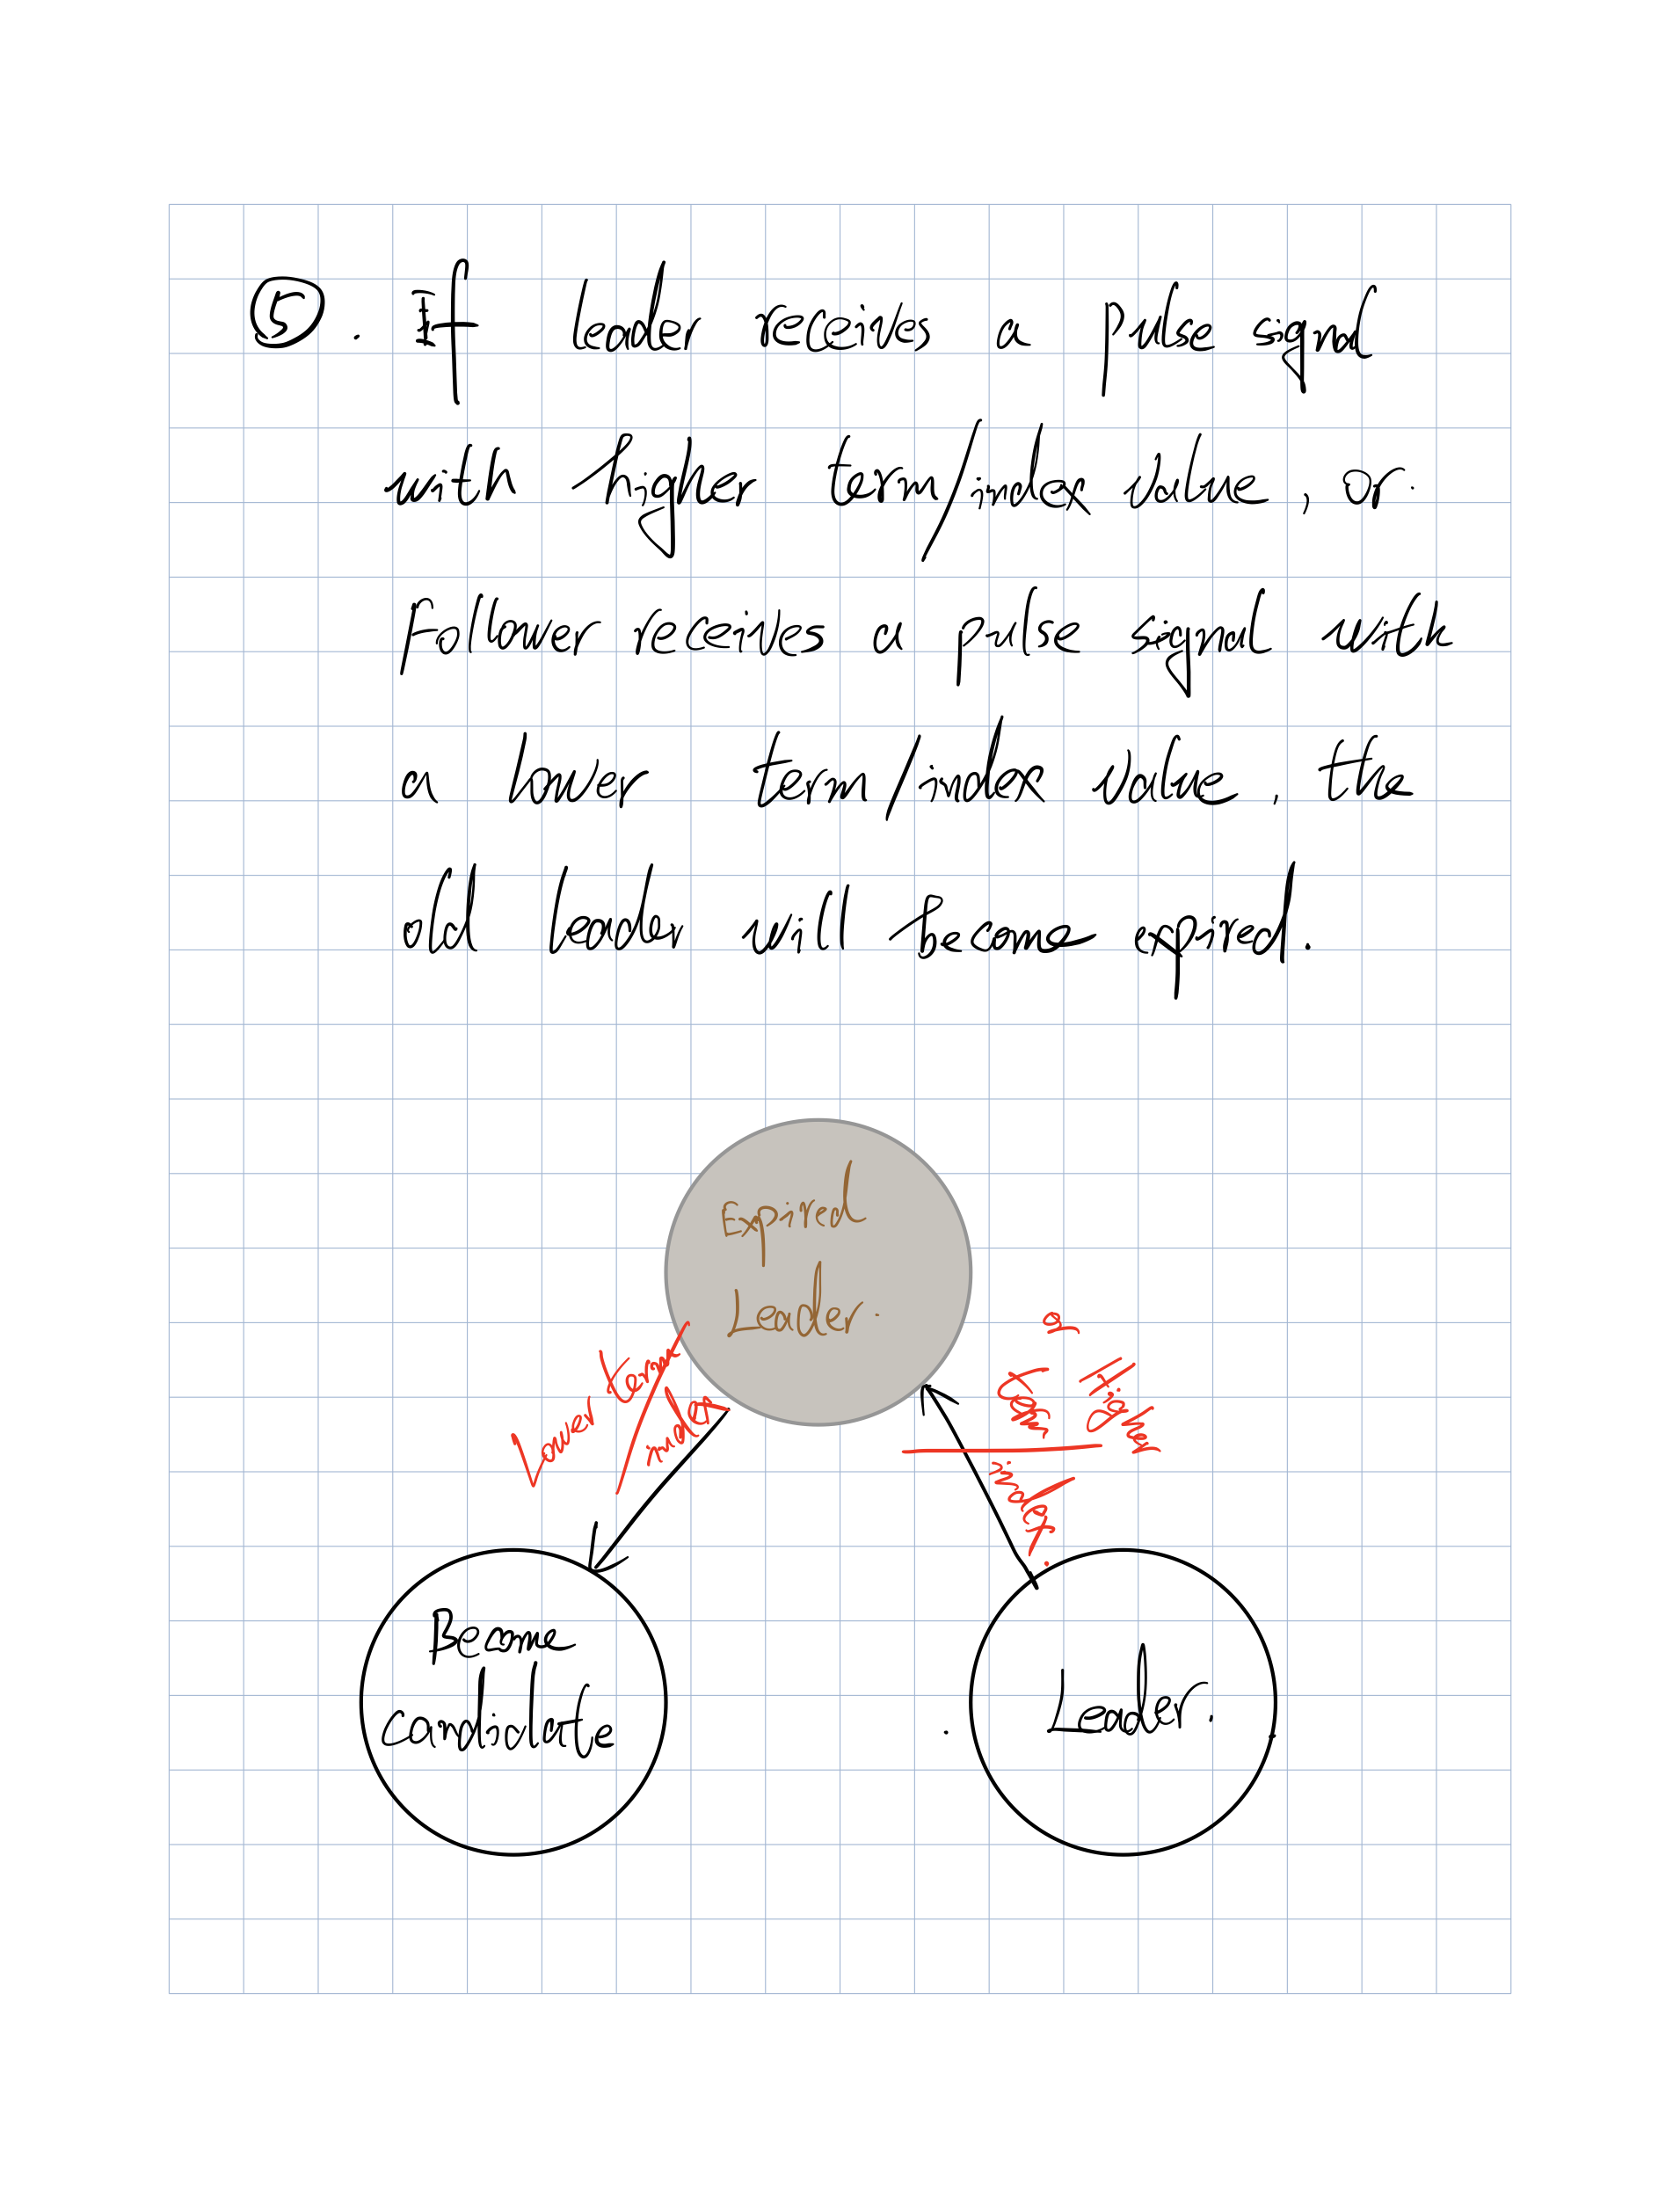 ⑤. If leader receives a pulse signal
with higher term/index value, or
follower receives a pulse signal with
a lower term/index value, the
old leader will become expired.
Expired
Leader.
Lower term
/index
or
Higher
term
index.
Become
candidate
Leader.